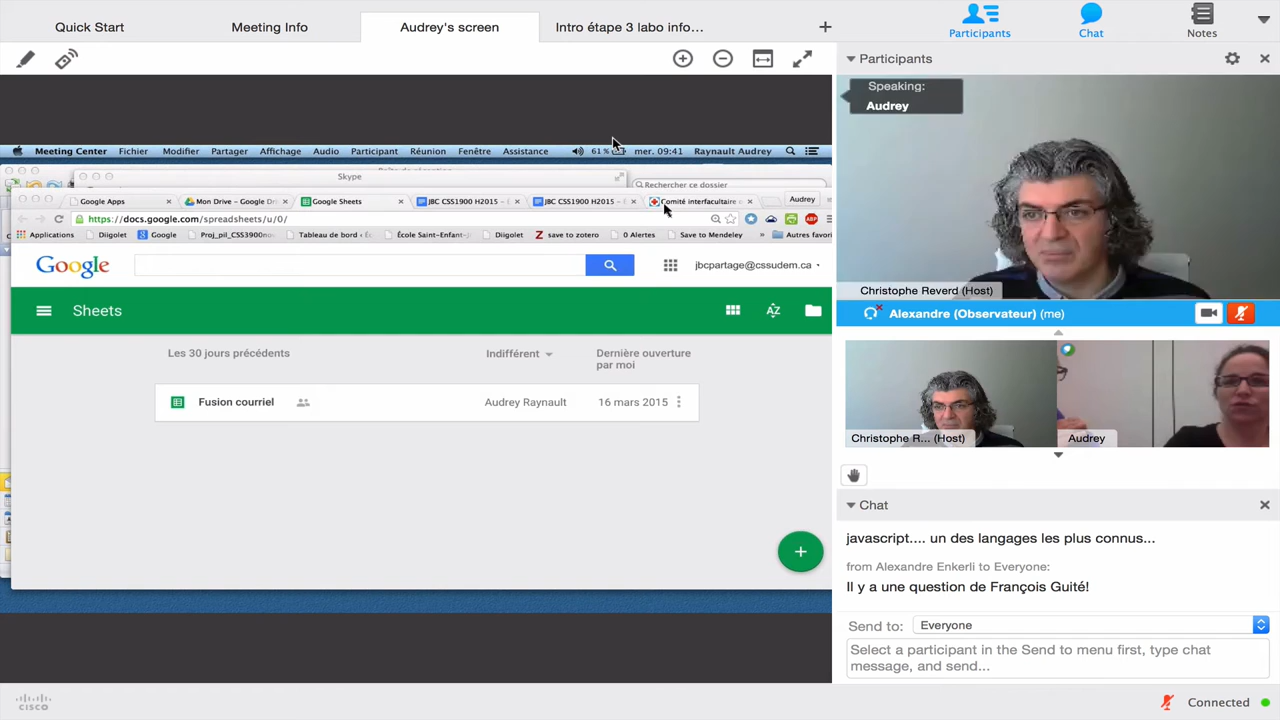 Quick Start
Meeting Info
Audrey's screen
Intro étape 3 labo info…
Participants
Chat
Notes
Participants
Speaking:
Audrey
Meeting Center Fichier Modifier Partager Affichage Audio Participant Réunion Fenêtre Assistance 61 % mer. 09:41 Raynault Audrey
Skype
Rechercher ce dossier
Google Apps
Mon Drive – Google Dri
Google Sheets
JBC CSS1900 H2015 –
JBC CSS1900 H2015 –
Comité interfacultaire
Audrey
https://docs.google.com/spreadsheets/u/0/
Applications Diigolet Google Proj_pil_CSS3900nov Tableau de bord École Saint-Enfant-J Diigolet save to zotero 0 Alertes Save to Mendeley » Autres favori
Google
jbcpartage@cssudem.ca
Sheets
Les 30 jours précédents
Indifférent
Dernière ouverture
par moi
Fusion courriel
Audrey Raynault
16 mars 2015
Christophe Reverd (Host)
Alexandre (Observateur) (me)
Christophe R... (Host)
Audrey
Chat
javascript.... un des langages les plus connus...
from Alexandre Enkerli to Everyone:
Il y a une question de François Guité!
Send to: Everyone
Select a participant in the Send to menu first, type chat
message, and send...
cisco
Connected